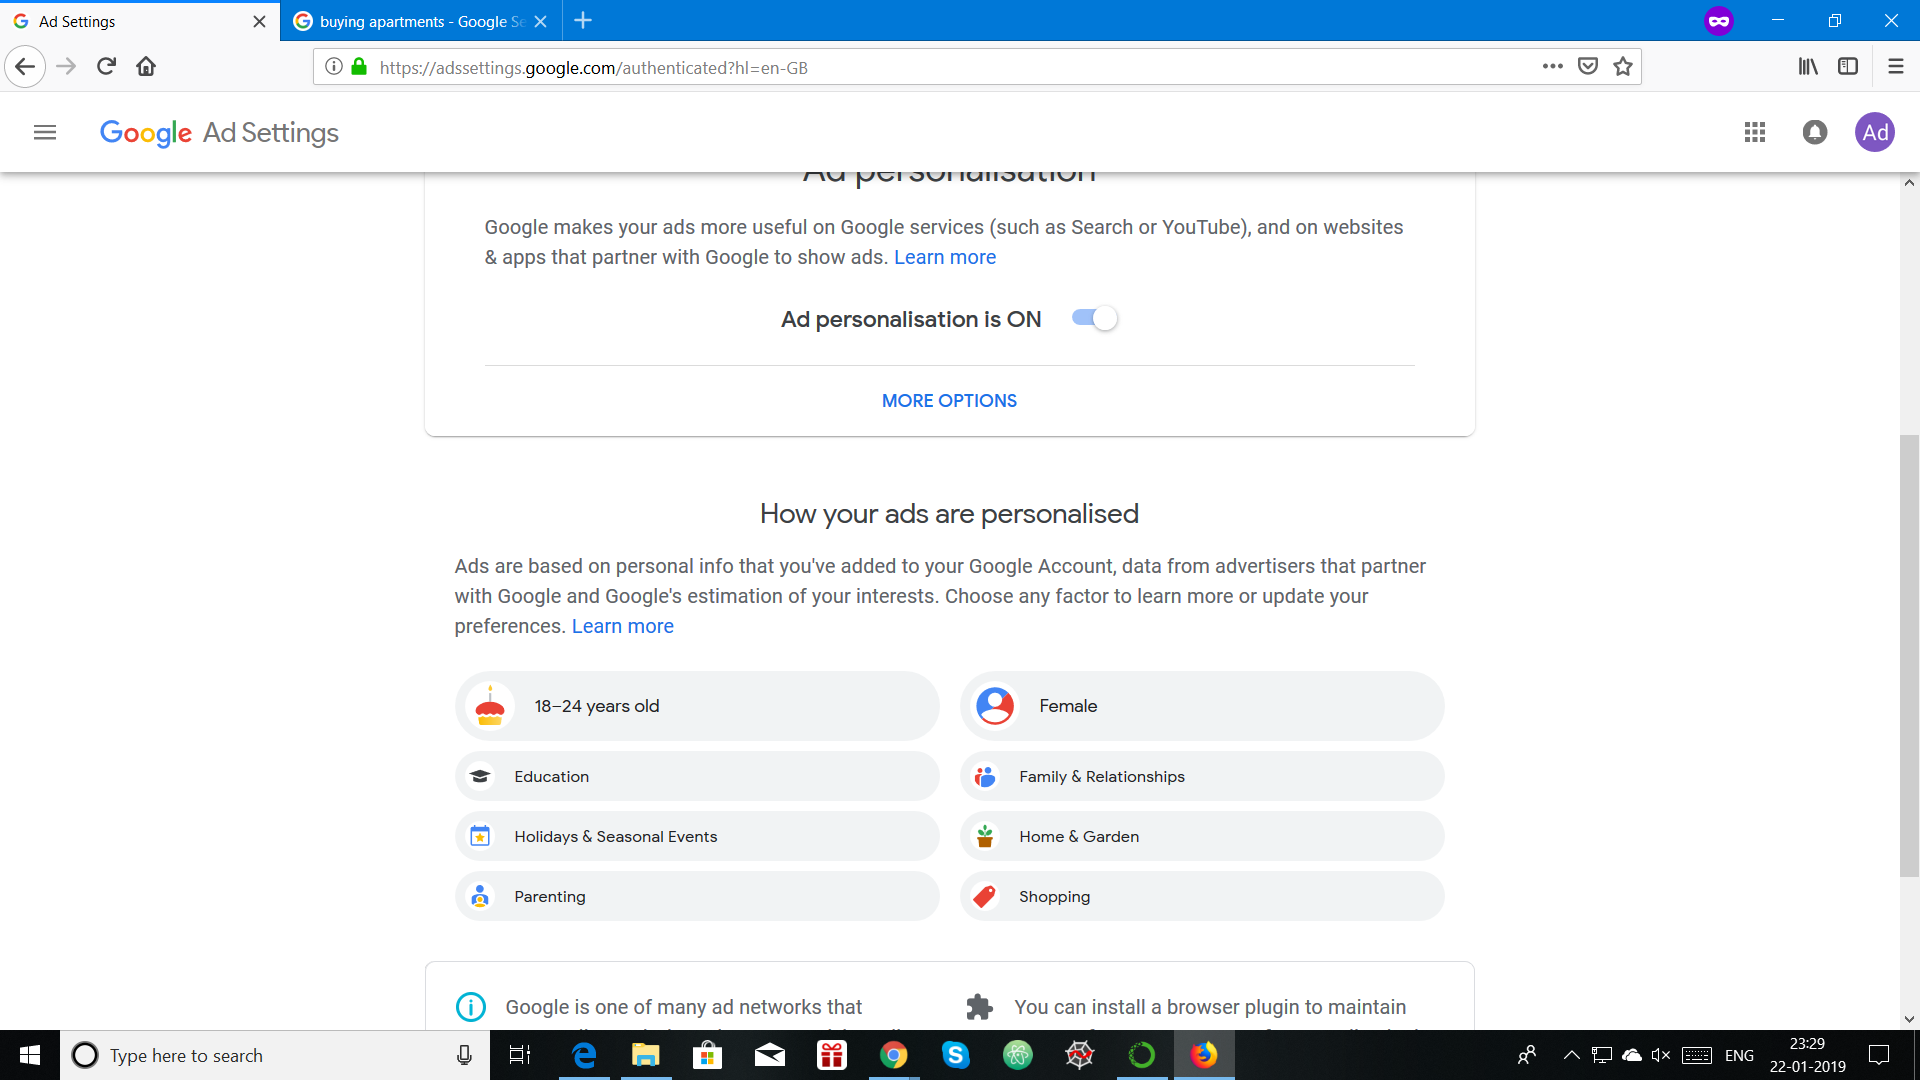 Ad Settings
buying apartments - Google Se
https://adssettings.google.com/authenticated?hl=en-GB
Google Ad Settings
Ad
Ad personalisation
Google makes your ads more useful on Google services (such as Search or YouTube), and on websites
& apps that partner with Google to show ads. Learn more
Ad personalisation is ON
MORE OPTIONS
How your ads are personalised
Ads are based on personal info that you've added to your Google Account, data from advertisers that partner
with Google and Google's estimation of your interests. Choose any factor to learn more or update your
preferences. Learn more
18–24 years old
Female
Education
Family & Relationships
Holidays & Seasonal Events
Home & Garden
Parenting
Shopping
Google is one of many ad networks that
You can install a browser plugin to maintain
Type here to search
ENG
23:29
22-01-2019